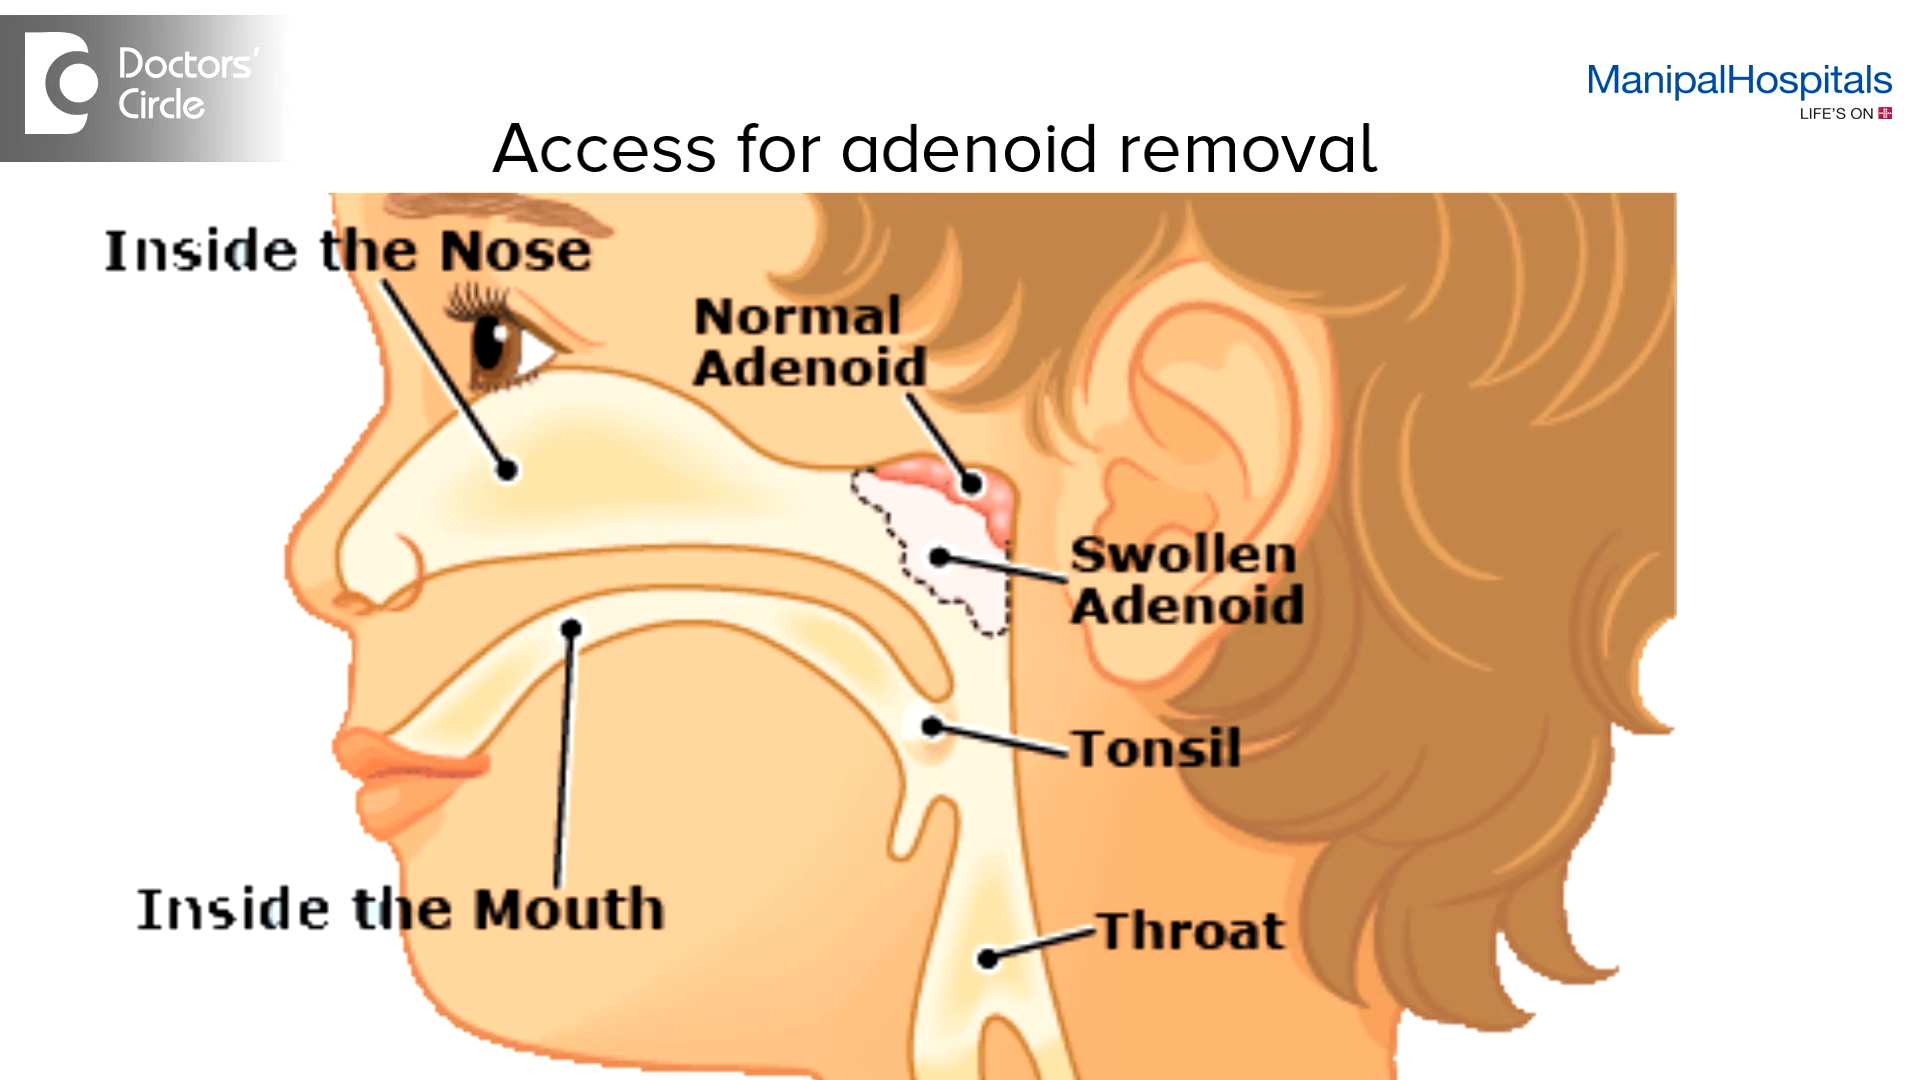 Doctors'
Circle
ManipalHospitals
LIFE'S ON
Access for adenoid removal
Inside the Nose
Normal
Adenoid
Swollen
Adenoid
Tonsil
Inside the Mouth
Throat